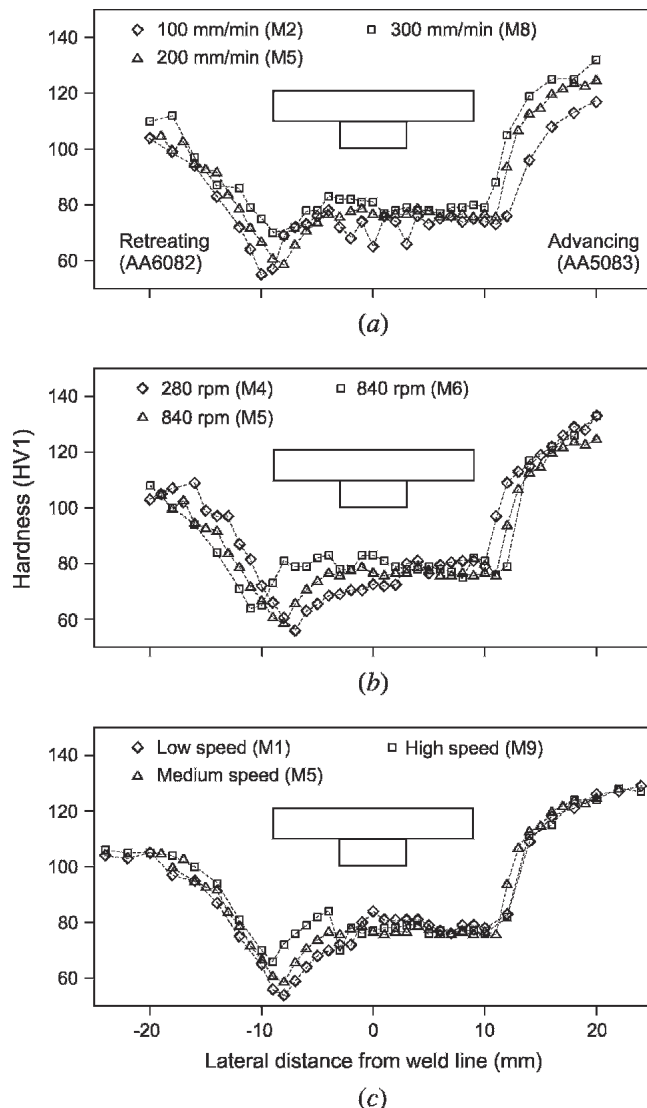 140
120
100
80
60
100 mm/min (M2)
300 mm/min (M8)
200 mm/min (M5)
Retreating
(AA6082)
Advancing
(AA5083)
(a)
140
120
100
80
60
280 rpm (M4)
840 rpm (M6)
840 rpm (M5)
Hardness (HV1)
(b)
140
120
100
80
60
Low speed (M1)
High speed (M9)
Medium speed (M5)
-20
-10
0
10
20
Lateral distance from weld line (mm)
(c)